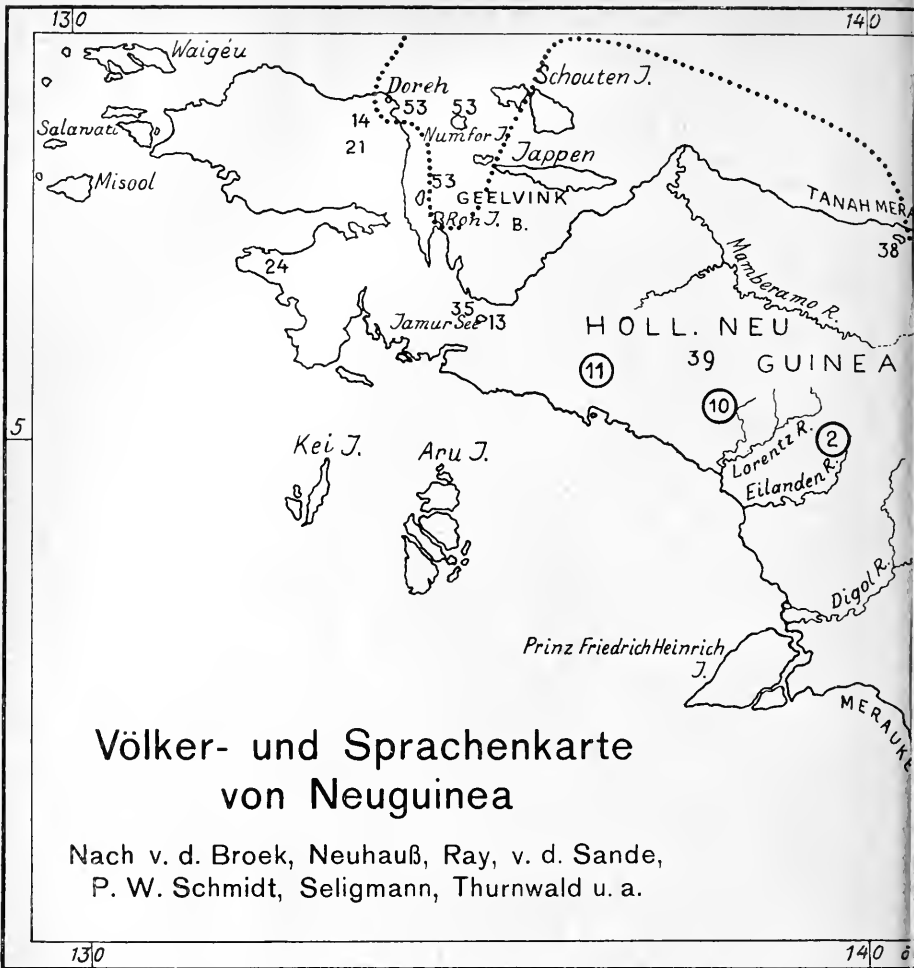 130 140
Waigéu
Doreh
Schouten J.
53 53
14
Salawati
Numfor J.
21
Jappen
Misool
53
GEELVINK
TANAH MERA
Ron J. B.
38
24
Mamberamo R.
35
Jamur See 13
HOLL. NEU
39 GUINEA
11
10
5
Lorentz R.
2
Kei J.
Aru J.
Eilanden R.
Digol R.
Prinz Friedrich Heinrich
J.
MERAUKE
Völker- und Sprachenkarte
von Neuguinea
Nach v. d. Broek, Neuhauß, Ray, v. d. Sande,
P. W. Schmidt, Seligmann, Thurnwald u. a.
130 140 ö